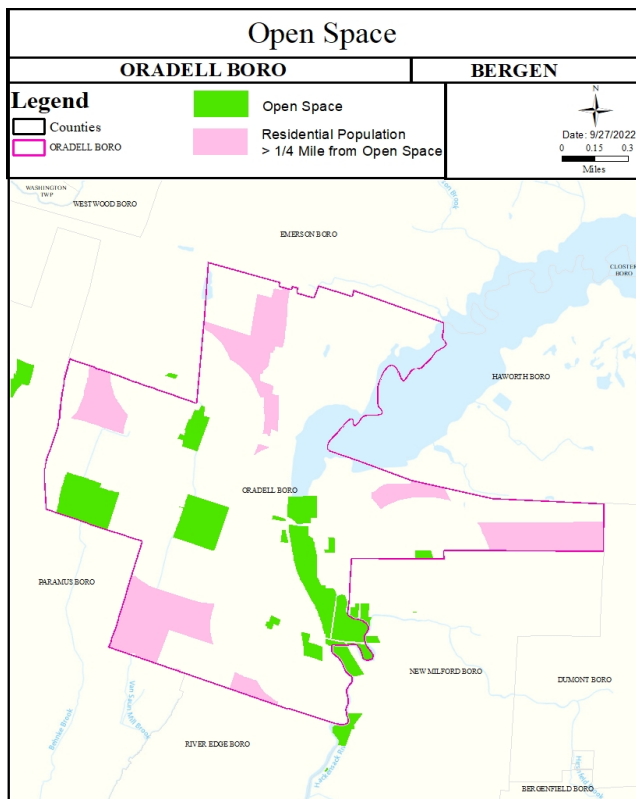 Open Space
ORADELL BORO
BERGEN
Legend
Counties
ORADELL BORO
Open Space
Residential Population
> 1/4 Mile from Open Space
N
Date: 9/27/2022
0 0.15 0.3
Miles
WASHINGTON
TWP
WESTWOOD BORO
EMERSON BORO
CLOSTER
BORO
HAWORTH BORO
ORADELL BORO
PARAMUS BORO
NEW MILFORD BORO
DUMONT BORO
Behnke Brook
Van Saun Mill Brook
RIVER EDGE BORO
BERGENFIELD BORO